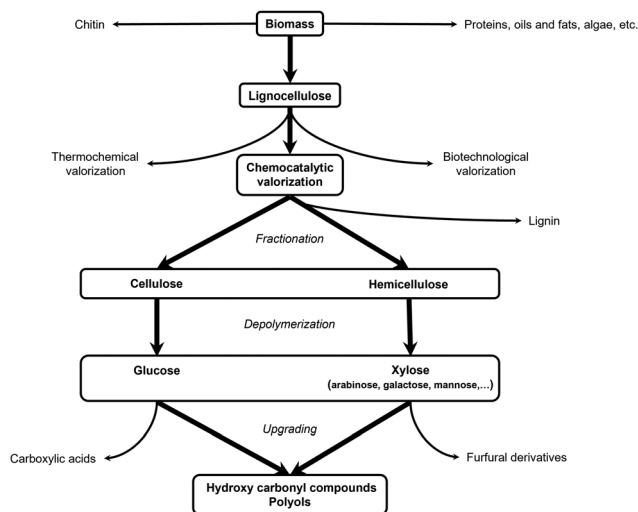 Chitin
Biomass
Proteins, oils and fats, algae, etc.
Lignocellulose
Thermochemical
valorization
Chemocatalytic
valorization
Biotechnological
valorization
Lignin
Fractionation
Cellulose
Hemicellulose
Depolymerization
Glucose
Xylose
(arabinose, galactose, mannose,...)
Upgrading
Carboxylic acids
Furfural derivatives
Hydroxy carbonyl compounds
Polyols